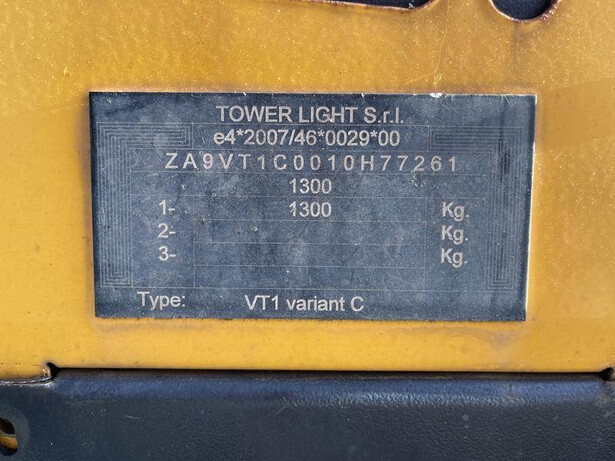 TOWER LIGHT S.r.l.
e4*2007/46*0029*00
ZA9VT1C0010H77261
1300
1- 1300 Kg.
2- Kg.
3- Kg.
Type: VT1 variant C